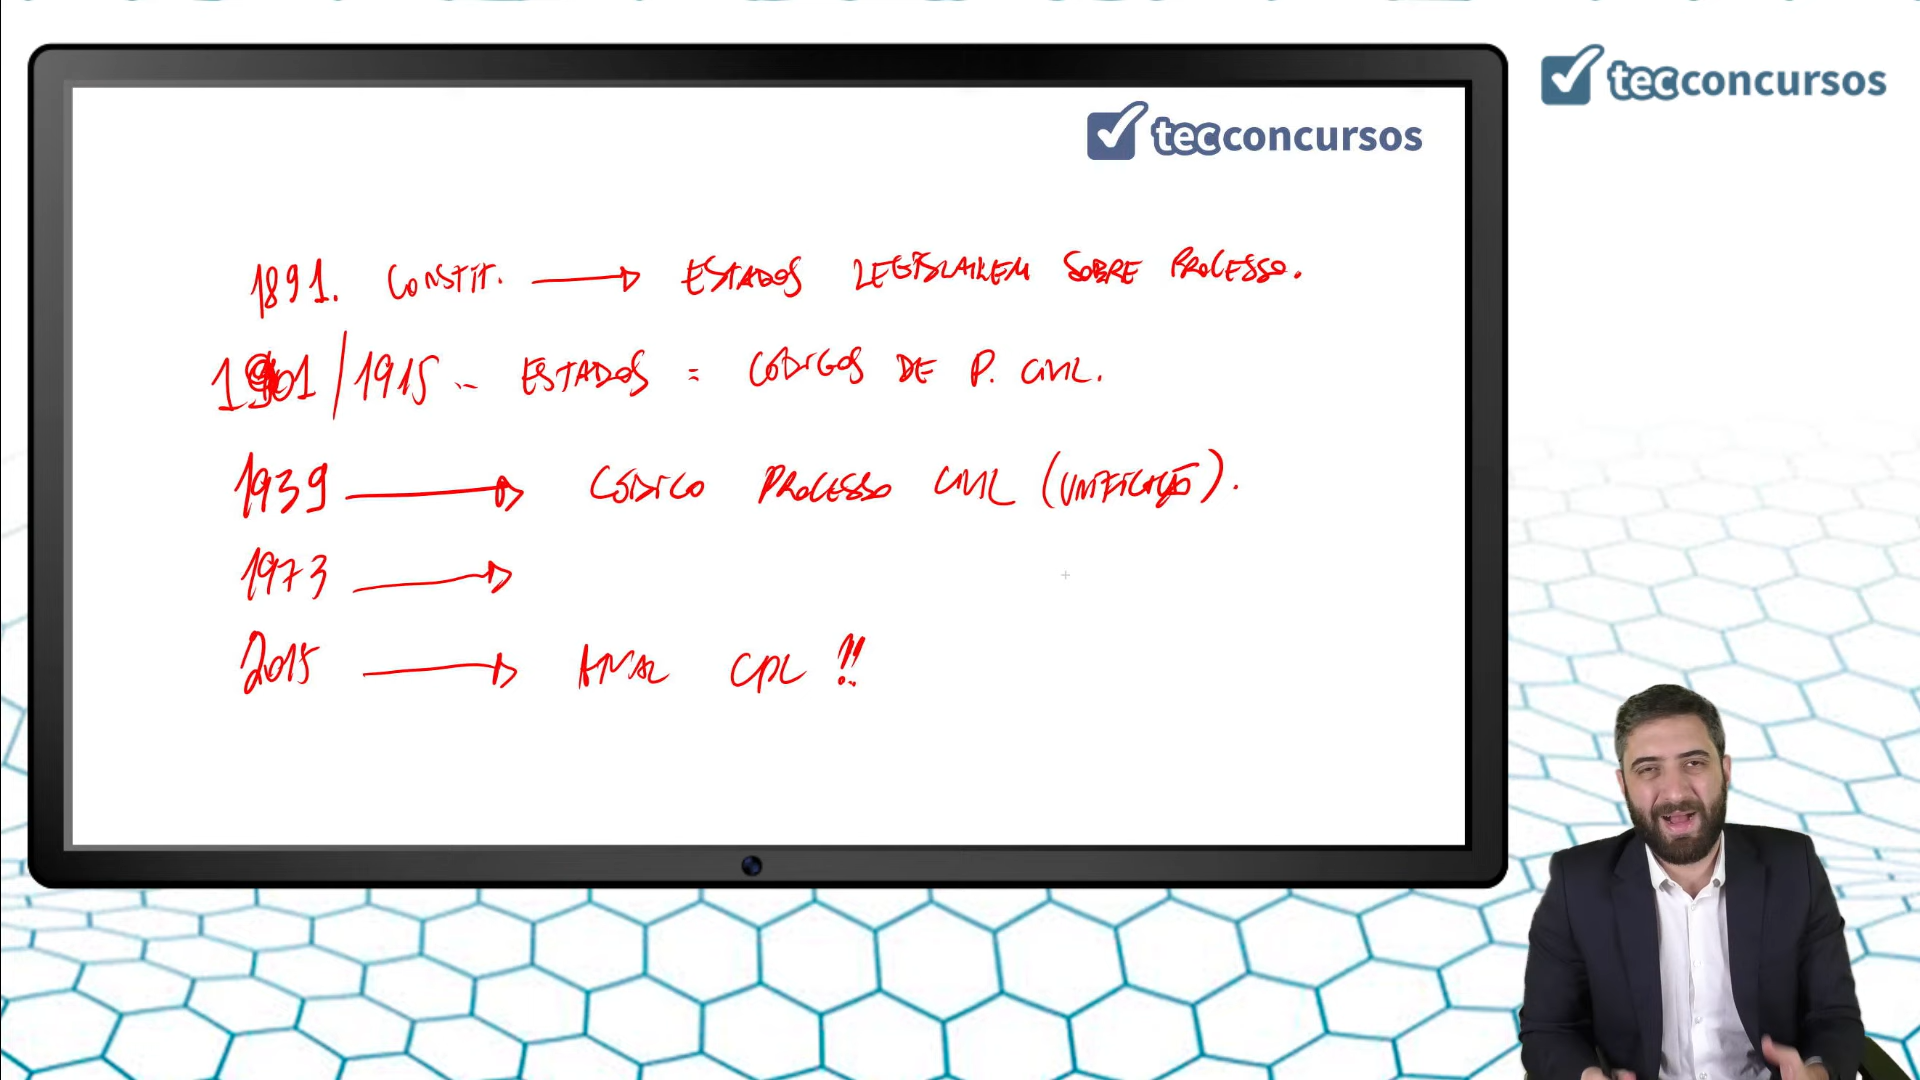 tecconcursos
tecconcursos
1891. CONSTIT. → ESTADOS LEGISLAREM SOBRE PROCESSO.
1901 / 1915 - ESTADOS = CÓDIGOS DE P. CIVIL.
1939 → CÓDIGO PROCESSO CIVIL (UNIFICAÇÃO).
1973 →
2015 → ATUAL CPC !!